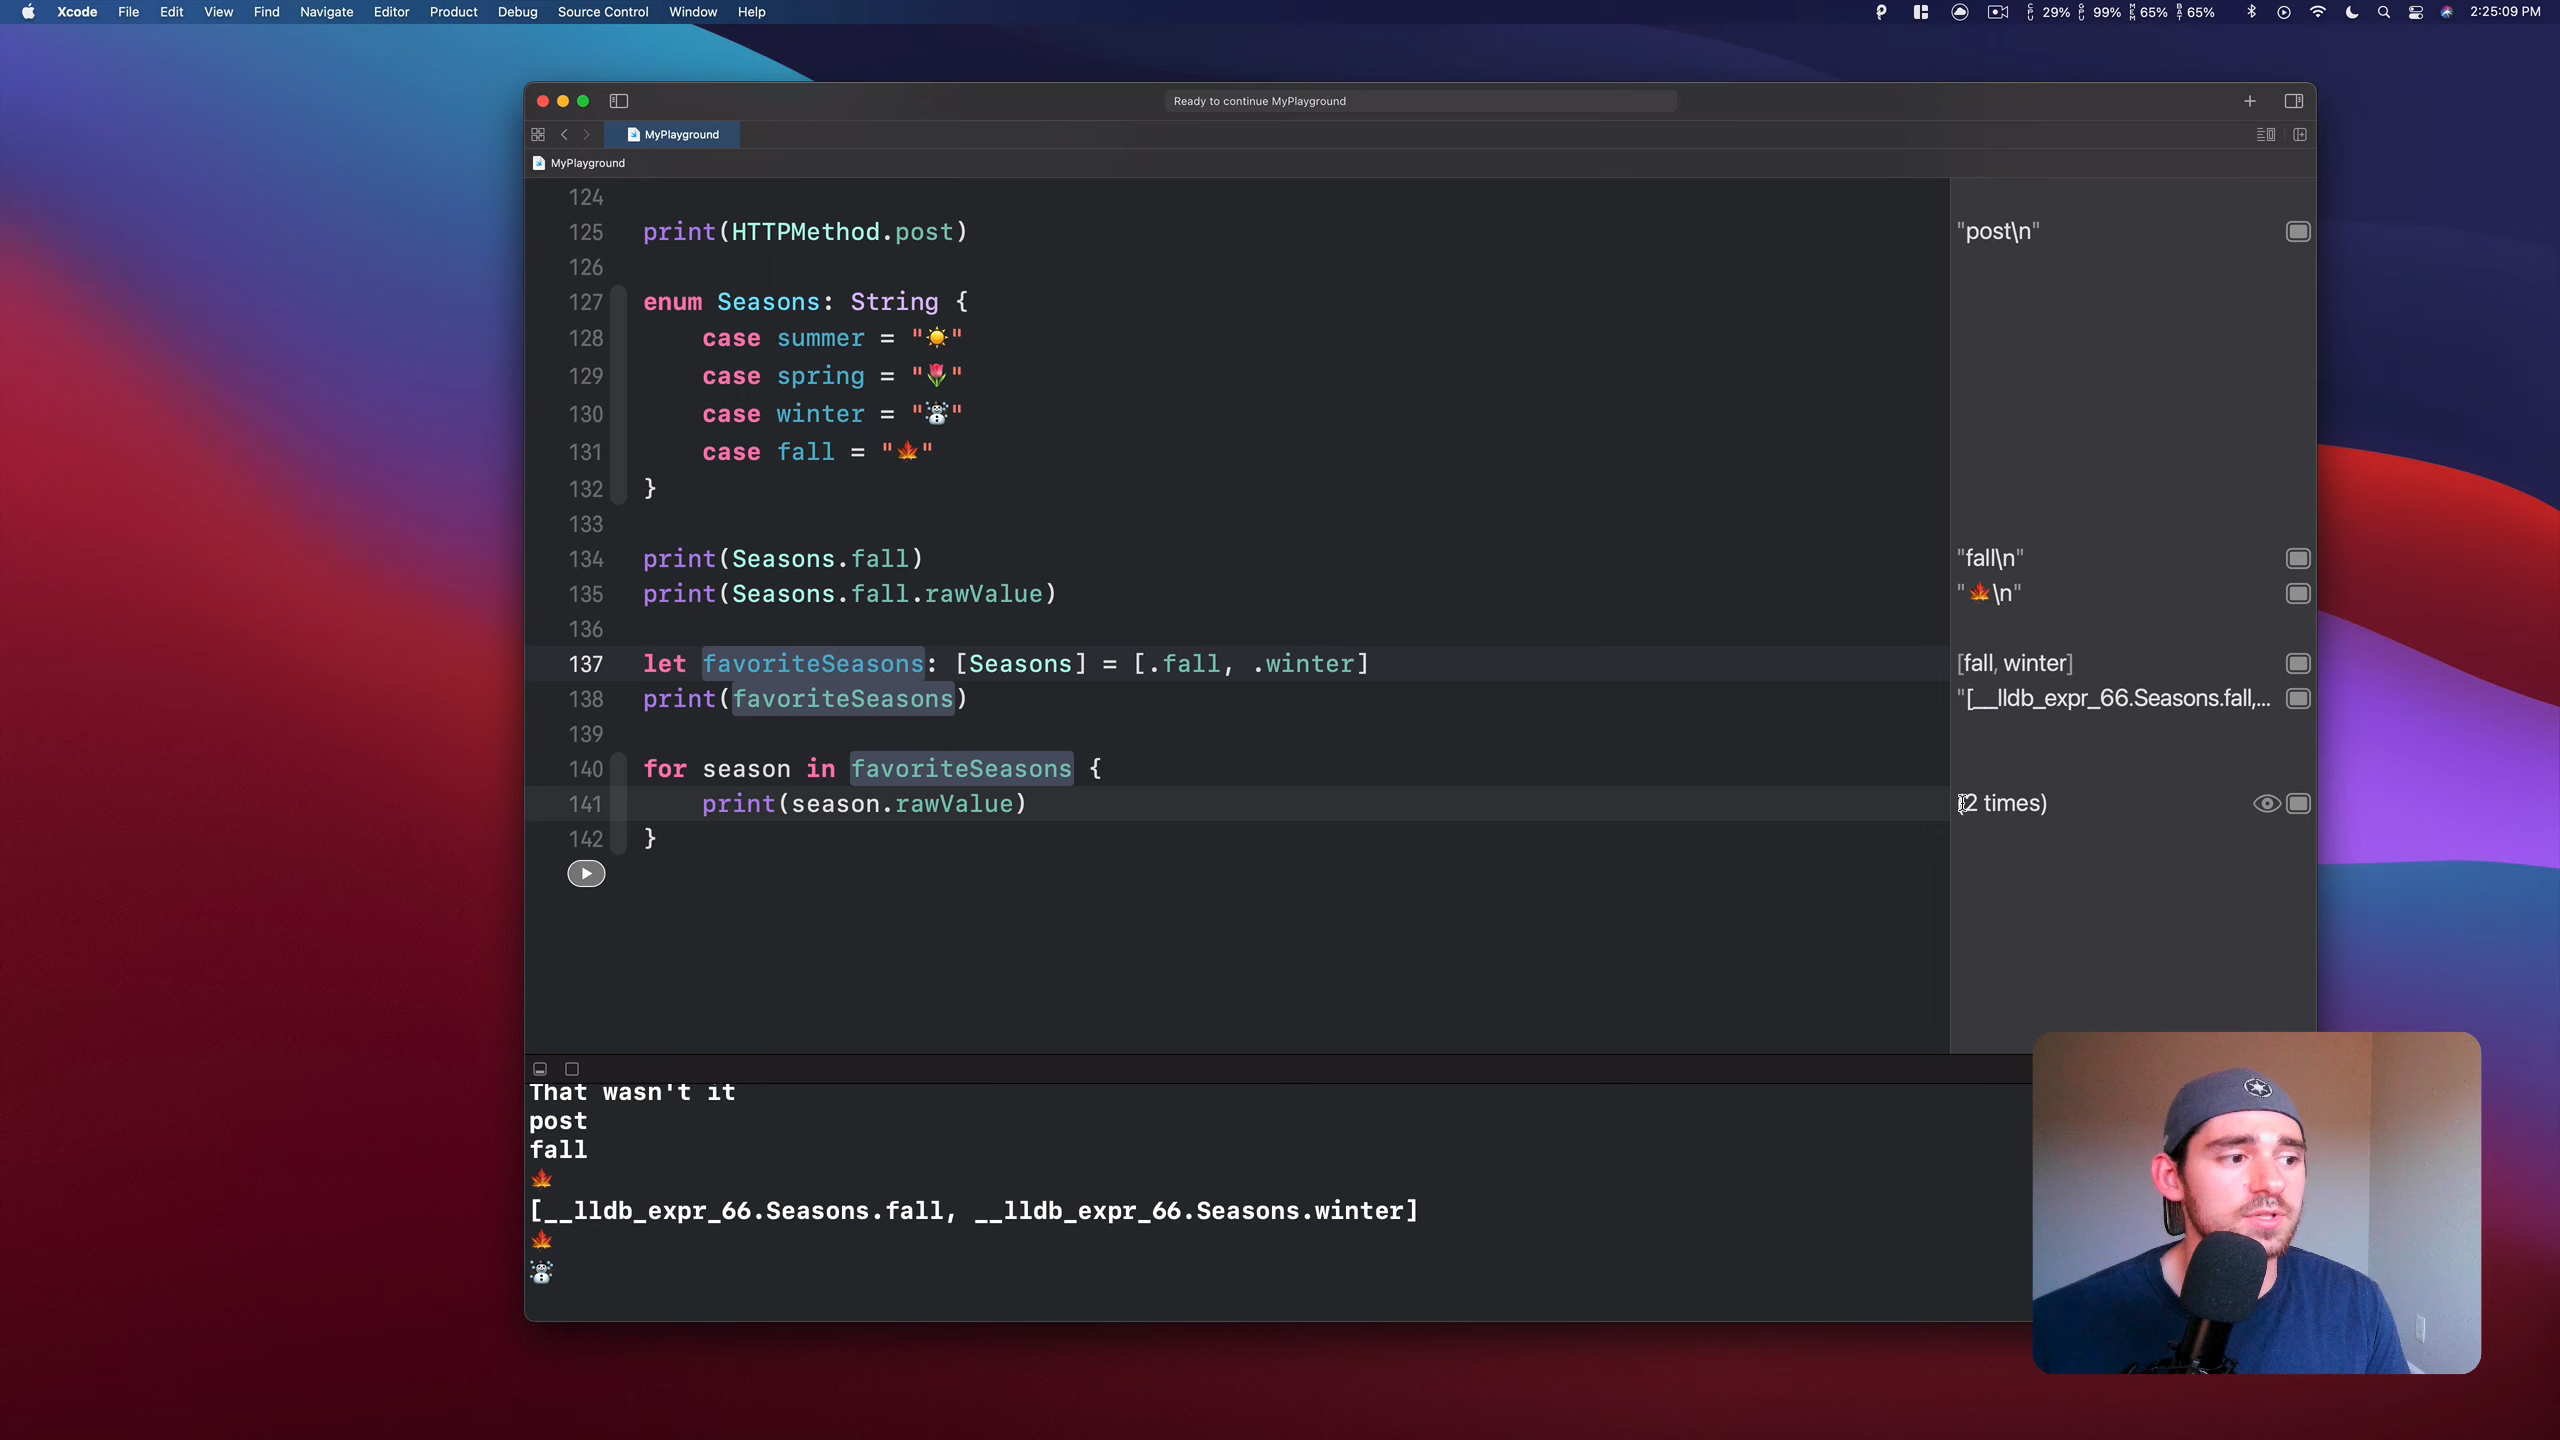 Xcode File Edit View Find Navigate Editor Product Debug Source Control Window Help 29% 99% 65% 65% 2:25:09 PM
Ready to continue MyPlayground
MyPlayground
MyPlayground
124
125 print(HTTPMethod.post) "post\n"
126
127 enum Seasons: String {
128 case summer = "☀️"
129 case spring = "🌷"
130 case winter = "☃️"
131 case fall = "🍁"
132 }
133
134 print(Seasons.fall) "fall\n"
135 print(Seasons.fall.rawValue) "🍁\n"
136
137 let favoriteSeasons: [Seasons] = [.fall, .winter] [fall, winter]
138 print(favoriteSeasons) "[__lldb_expr_66.Seasons.fall,...
139
140 for season in favoriteSeasons {
141 print(season.rawValue) (2 times)
142 }
That wasn't it
post
fall
🍁
[__lldb_expr_66.Seasons.fall, __lldb_expr_66.Seasons.winter]
🍁
☃️